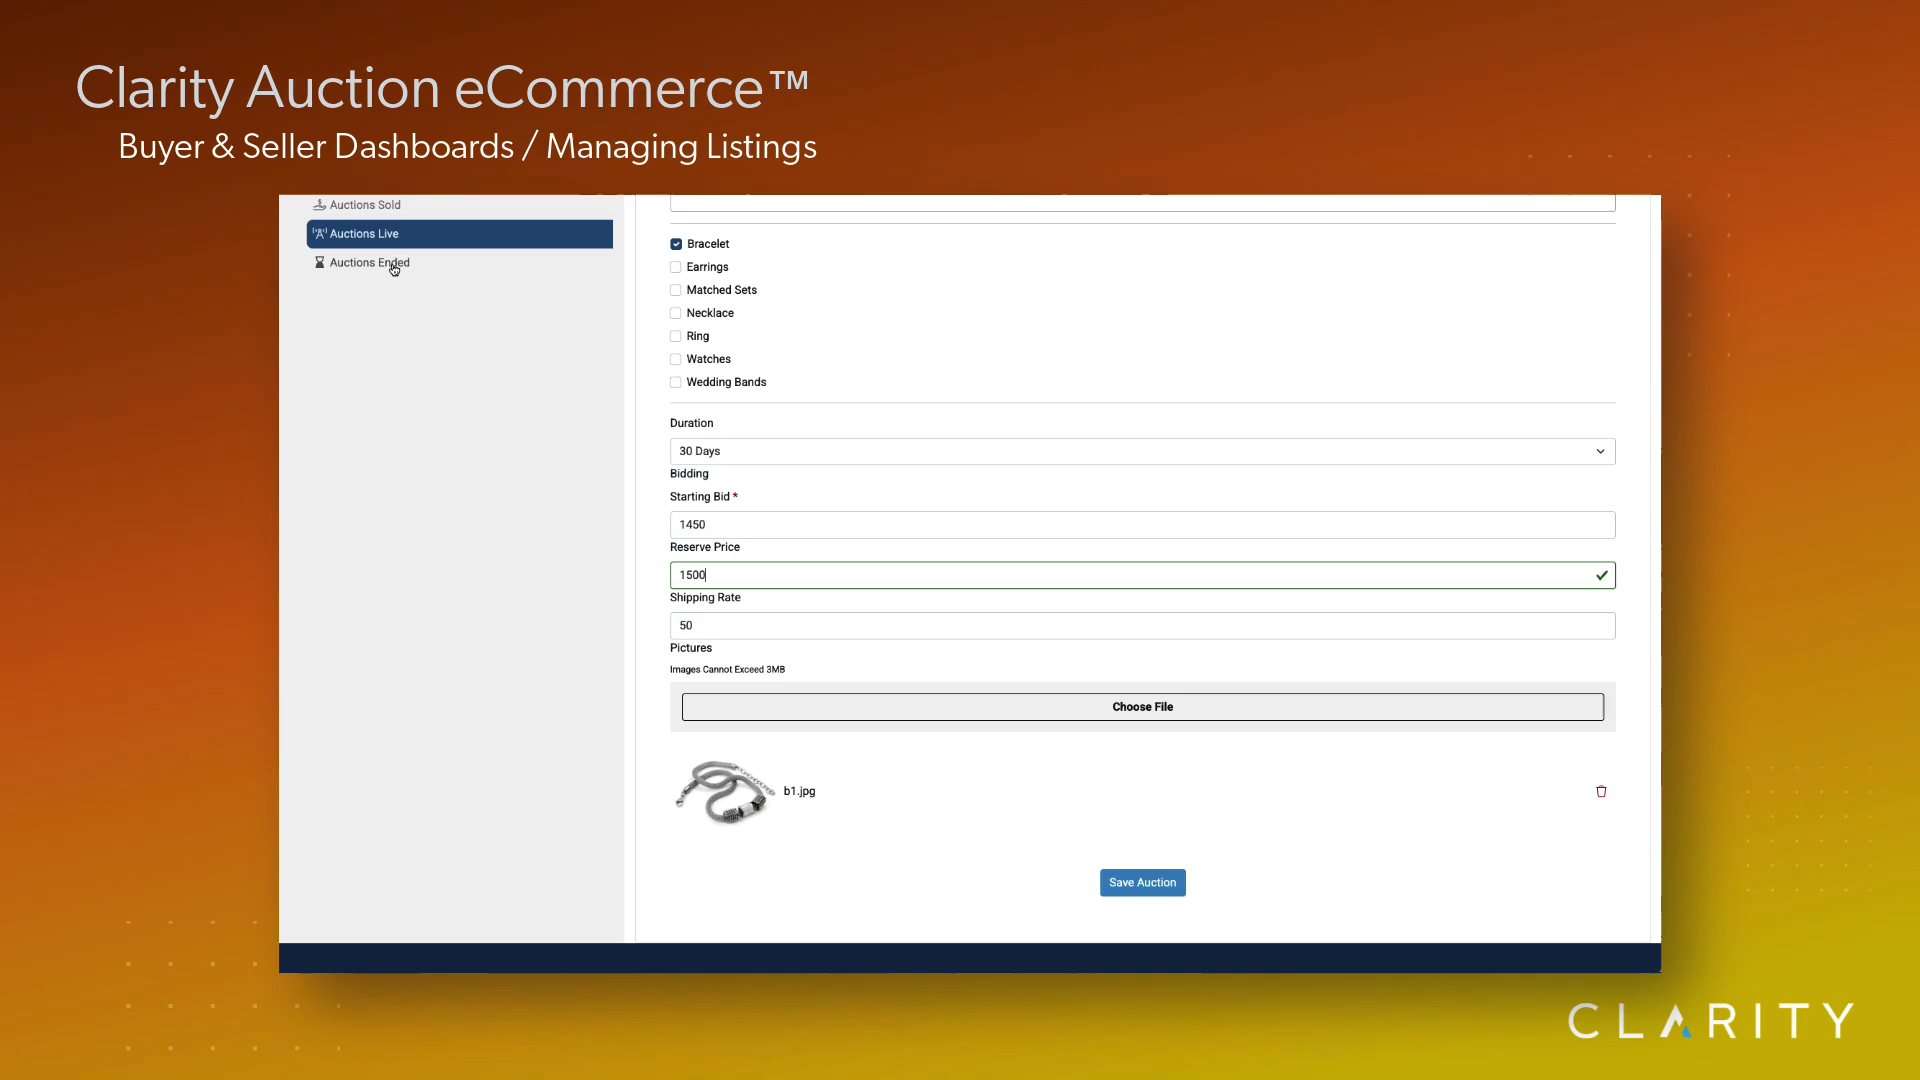 Clarity Auction eCommerce™
Buyer & Seller Dashboards / Managing Listings
Auctions Sold
Auctions Live
Auctions Ended
Bracelet
Earrings
Matched Sets
Necklace
Ring
Watches
Wedding Bands
Duration
30 Days
Bidding
Starting Bid *
1450
Reserve Price
1500
Shipping Rate
50
Pictures
Images Cannot Exceed 3MB
Choose File
b1.jpg
Save Auction
CLARITY